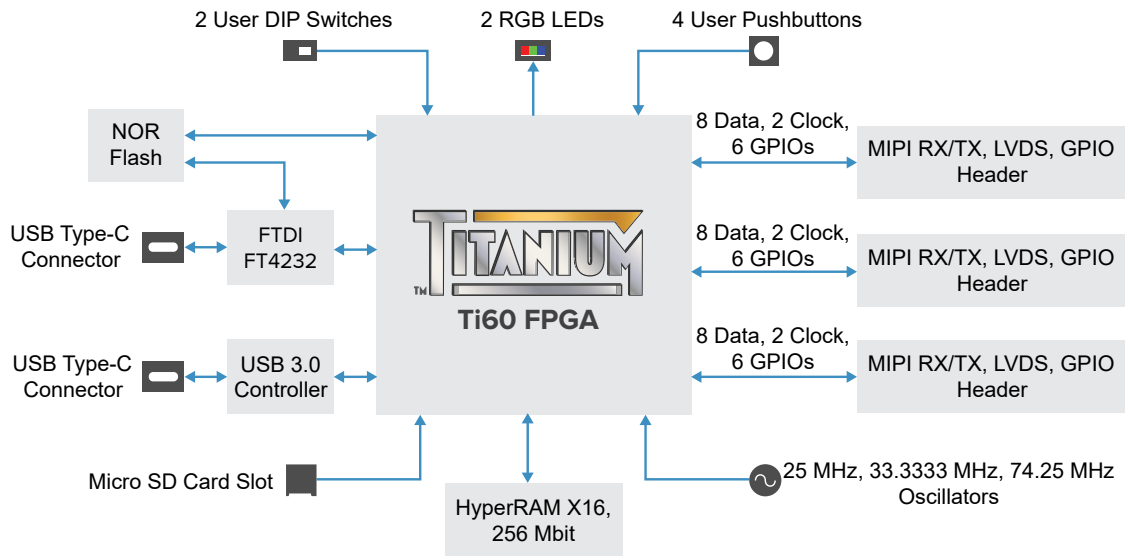 2 User DIP Switches
2 RGB LEDs
4 User Pushbuttons
NOR
Flash
8 Data, 2 Clock,
6 GPIOs
MIPI RX/TX, LVDS, GPIO
Header
USB Type-C
Connector
FTDI
FT4232
TITANIUM
TM
Ti60 FPGA
8 Data, 2 Clock,
6 GPIOs
MIPI RX/TX, LVDS, GPIO
Header
USB Type-C
Connector
USB 3.0
Controller
8 Data, 2 Clock,
6 GPIOs
MIPI RX/TX, LVDS, GPIO
Header
Micro SD Card Slot
HyperRAM X16,
256 Mbit
25 MHz, 33.3333 MHz, 74.25 MHz
Oscillators